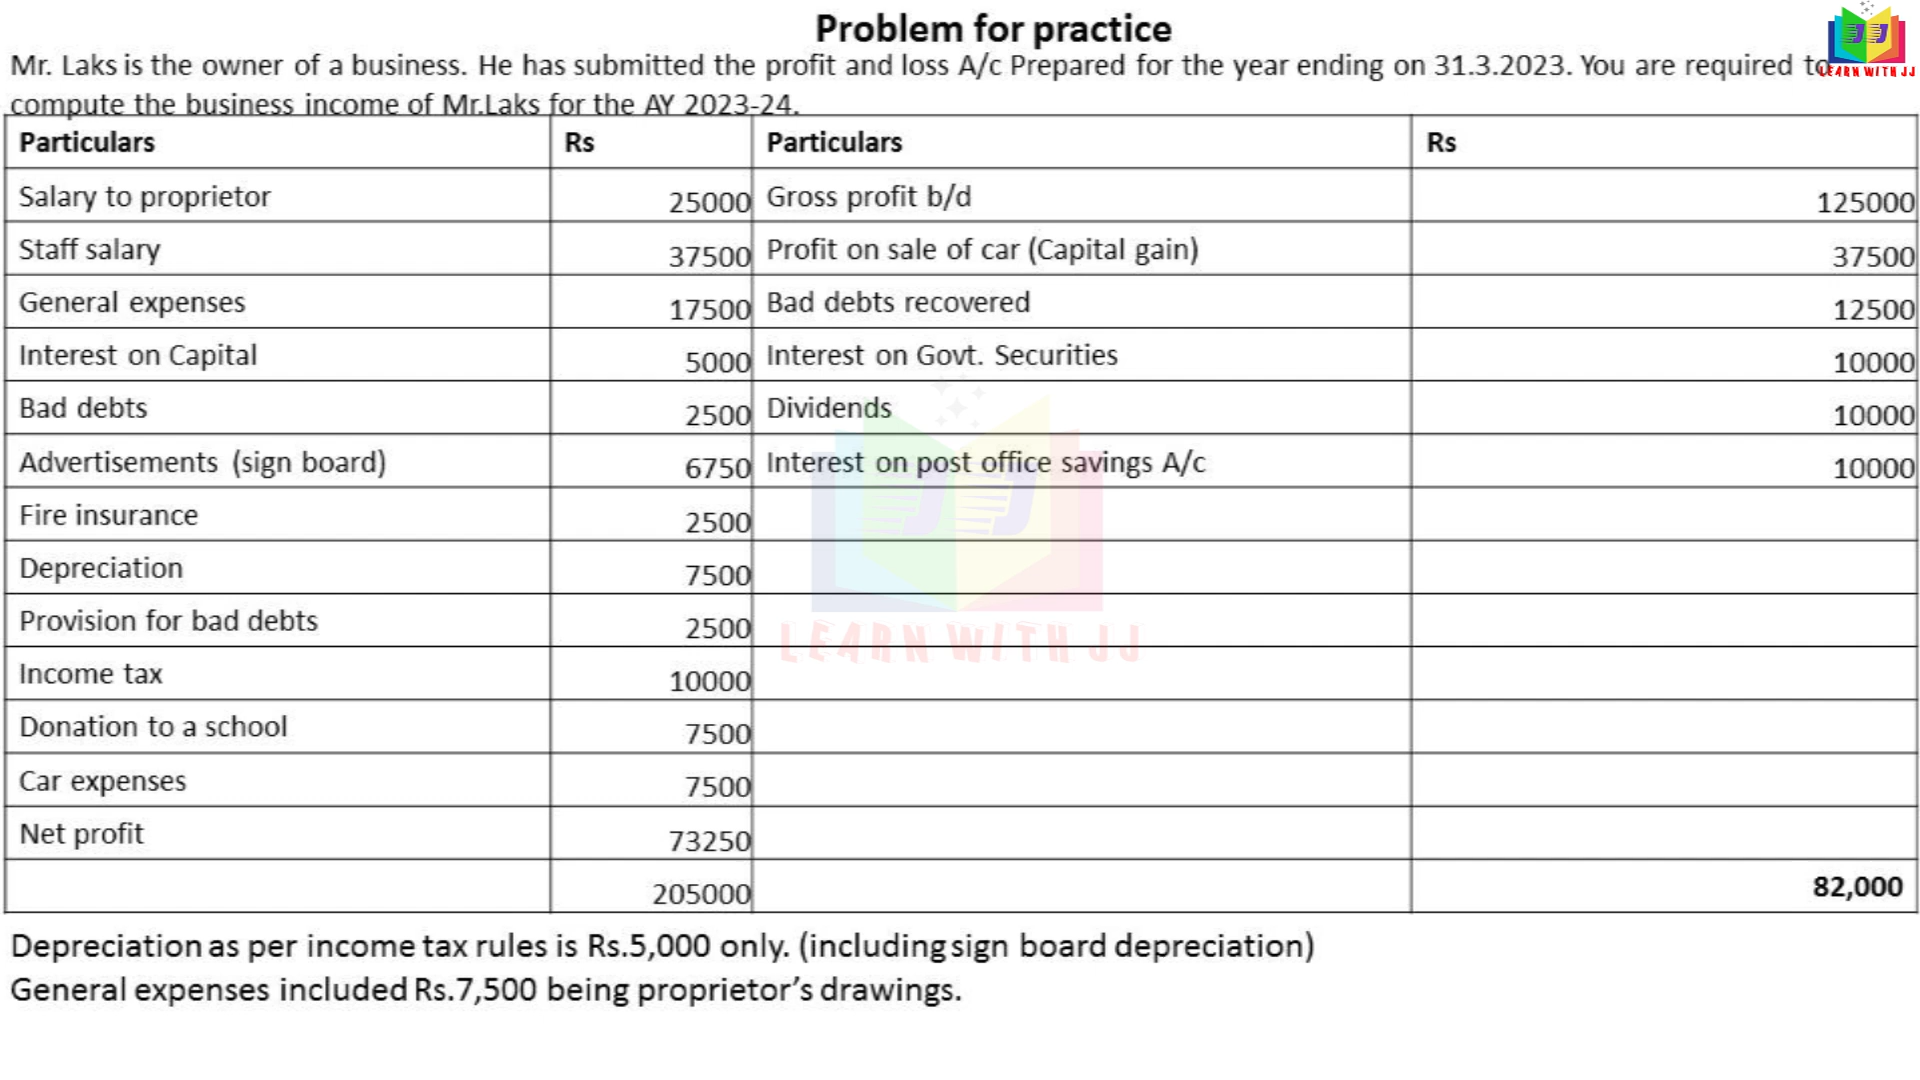 Problem for practice
Mr. Laks is the owner of a business. He has submitted the profit and loss A/c Prepared for the year ending on 31.3.2023. You are required to
compute the business income of Mr.Laks for the AY 2023-24.
LEARN WITH JJ
Particulars Rs Particulars Rs
Salary to proprietor 25000 Gross profit b/d 125000
Staff salary 37500 Profit on sale of car (Capital gain) 37500
General expenses 17500 Bad debts recovered 12500
Interest on Capital 5000 Interest on Govt. Securities 10000
Bad debts 2500 Dividends 10000
Advertisements (sign board) 6750 Interest on post office savings A/c 10000
Fire insurance 2500
Depreciation 7500
Provision for bad debts 2500
LEARN WITH JJ
Income tax 10000
Donation to a school 7500
Car expenses 7500
Net profit 73250
205000 82,000
Depreciation as per income tax rules is Rs.5,000 only. (including sign board depreciation)
General expenses included Rs.7,500 being proprietor’s drawings.